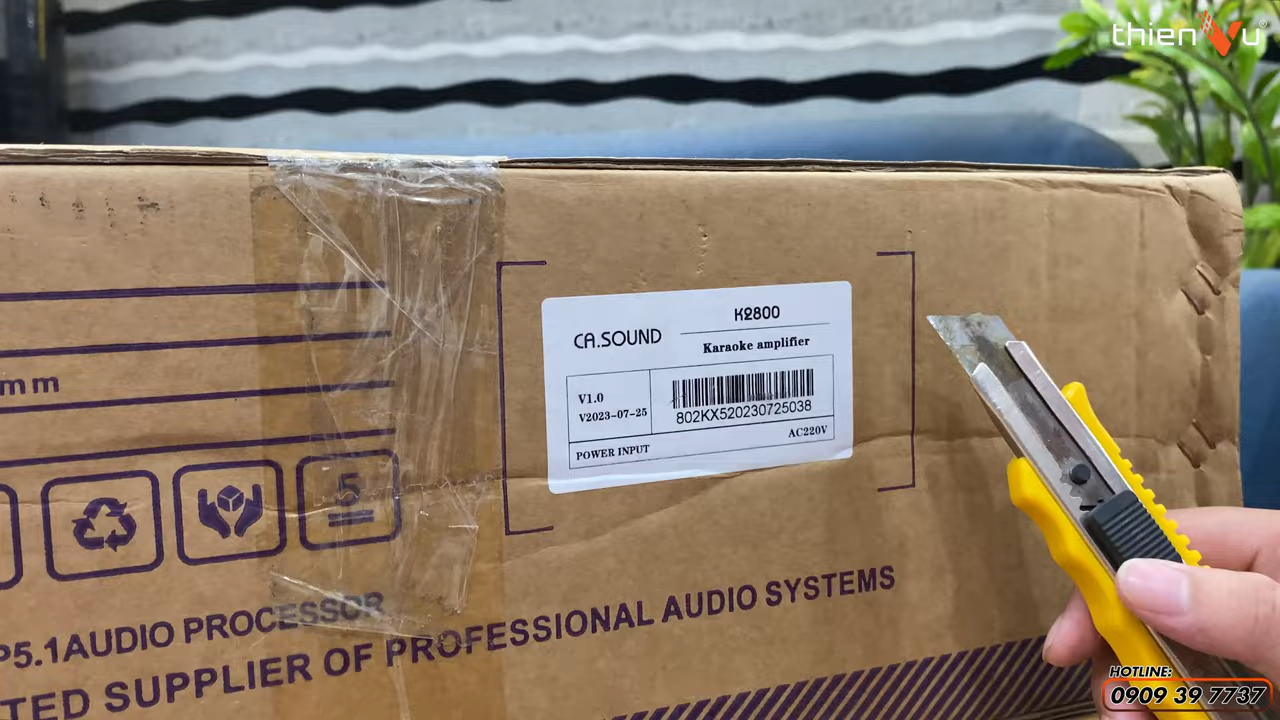 thienVu®
K2800
CA.SOUND
Karaoke amplifier
V1.0
V2023-07-25
802KX520230725038
POWER INPUT
AC220V
mm
5
P5.1AUDIO PROCESSOR
TED SUPPLIER OF PROFESSIONAL AUDIO SYSTEMS
HOTLINE:
0909 39 7737